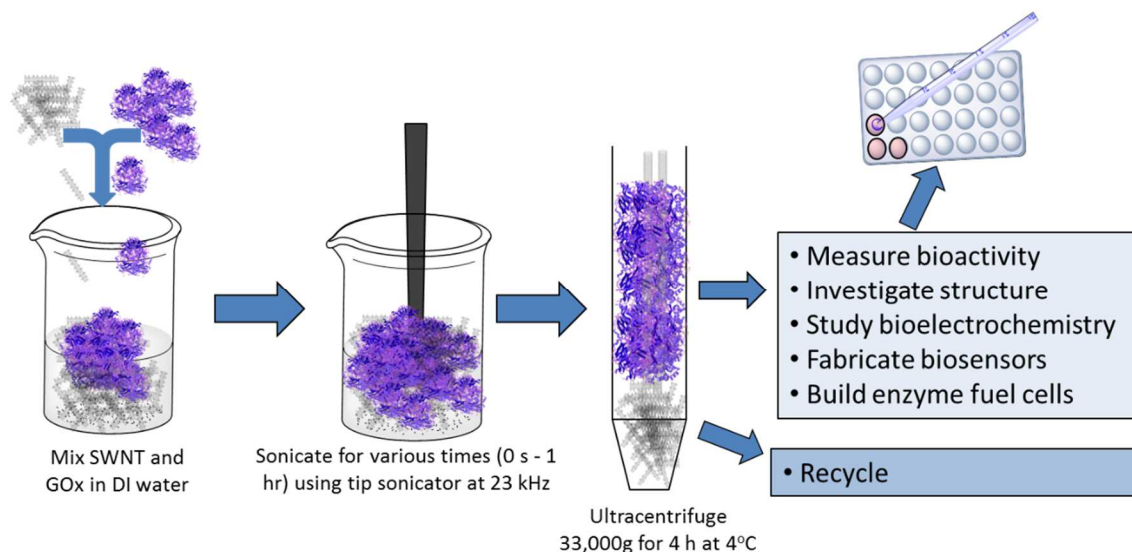 Mix SWNT and
GOx in DI water
Sonicate for various times (0 s - 1
hr) using tip sonicator at 23 kHz
Ultracentrifuge
33,000g for 4 h at 4°C
• Measure bioactivity
• Investigate structure
• Study bioelectrochemistry
• Fabricate biosensors
• Build enzyme fuel cells
• Recycle